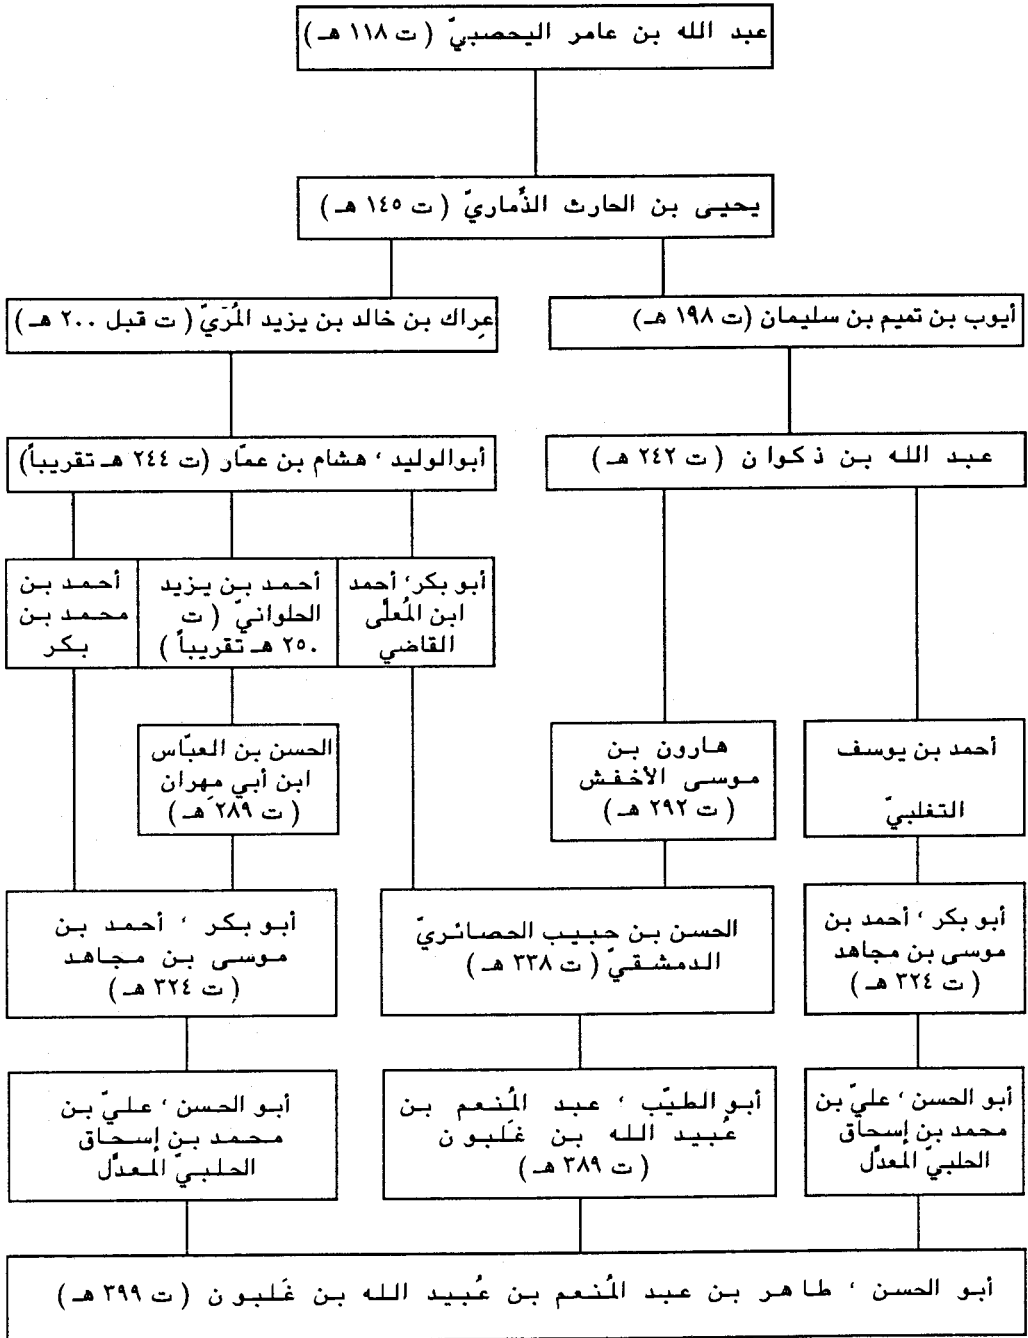 عبد الله بن عامر اليحصبيّ ( ت ١١٨ هـ )
يحيى بن الحارث الذِّماريّ ( ت ١٤٥ هـ )
أيوب بن تميم بن سليمان (ت ١٩٨ هـ)
عِراك بن خالد بن يزيد المُرّيّ ( ت قبل ٢٠٠ هـ )
عبد الله بن ذكوان ( ت ٢٤٢ هـ )
أبوالوليد ، هشام بن عمّار (ت ٢٤٤ هـ تقريباً)
أبو بكر، أحمد
ابن المُعلَّى
القاضي
أحمد بن يزيد
الحلوانيّ ( ت
٢٥٠ هـ تقريباً )
أحمد بن
محمد بن
بكر
أحمد بن يوسف
التغلبيّ
هارون بن
موسى الأخفش
( ت ٢٩٢ هـ )
الحسن بن العبّاس
ابن أبي مهران
( ت ٢٨٩ هـ )
أبو بكر ، أحمد بن
موسى بن مجاهد
( ت ٣٢٤ هـ )
الحسن بن حبيب الحصائريّ
الدمشقيّ ( ت ٣٣٨ هـ )
أبو بكر ، أحمد بن
موسى بن مجاهد
( ت ٣٢٤ هـ )
أبو الحسن ، عليّ بن
محمد بن إسحاق
الحلبيّ المعدَّل
أبو الطيّب ، عبد المُنعم بن
عُبيد الله بن غَلبون
( ت ٣٨٩ هـ )
أبو الحسن ، عليّ بن
محمد بن إسحاق
الحلبيّ المعدَّل
أبو الحسن ، طاهر بن عبد المُنعم بن عُبيد الله بن غَلبون ( ت ٣٩٩ هـ )